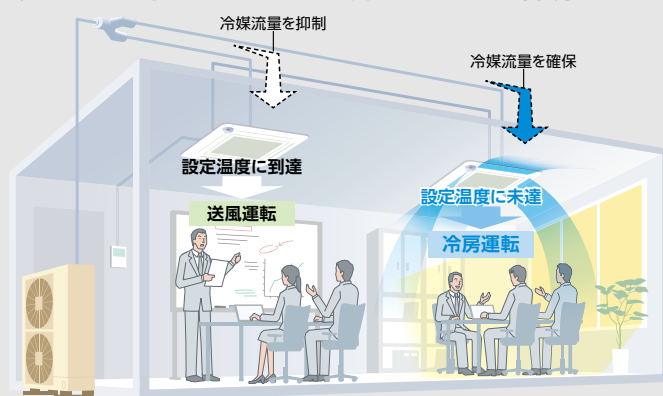 冷媒流量を抑制
冷媒流量を確保
設定温度に到達
送風運転
設定温度に未達
冷房運転